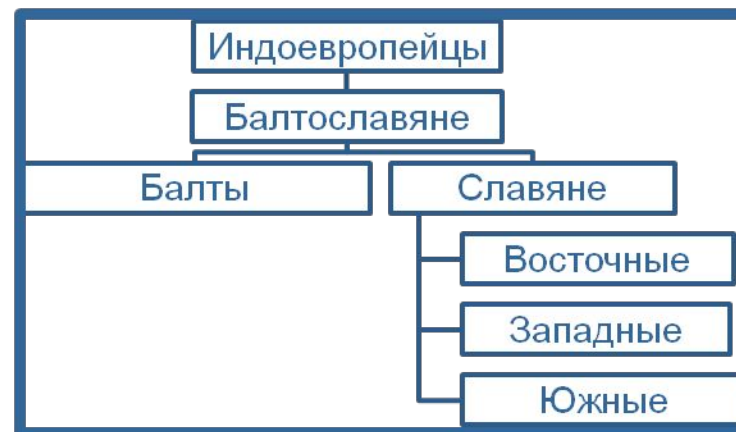 Индоевропейцы
Балтославяне
Балты
Славяне
Восточные
Западные
Южные